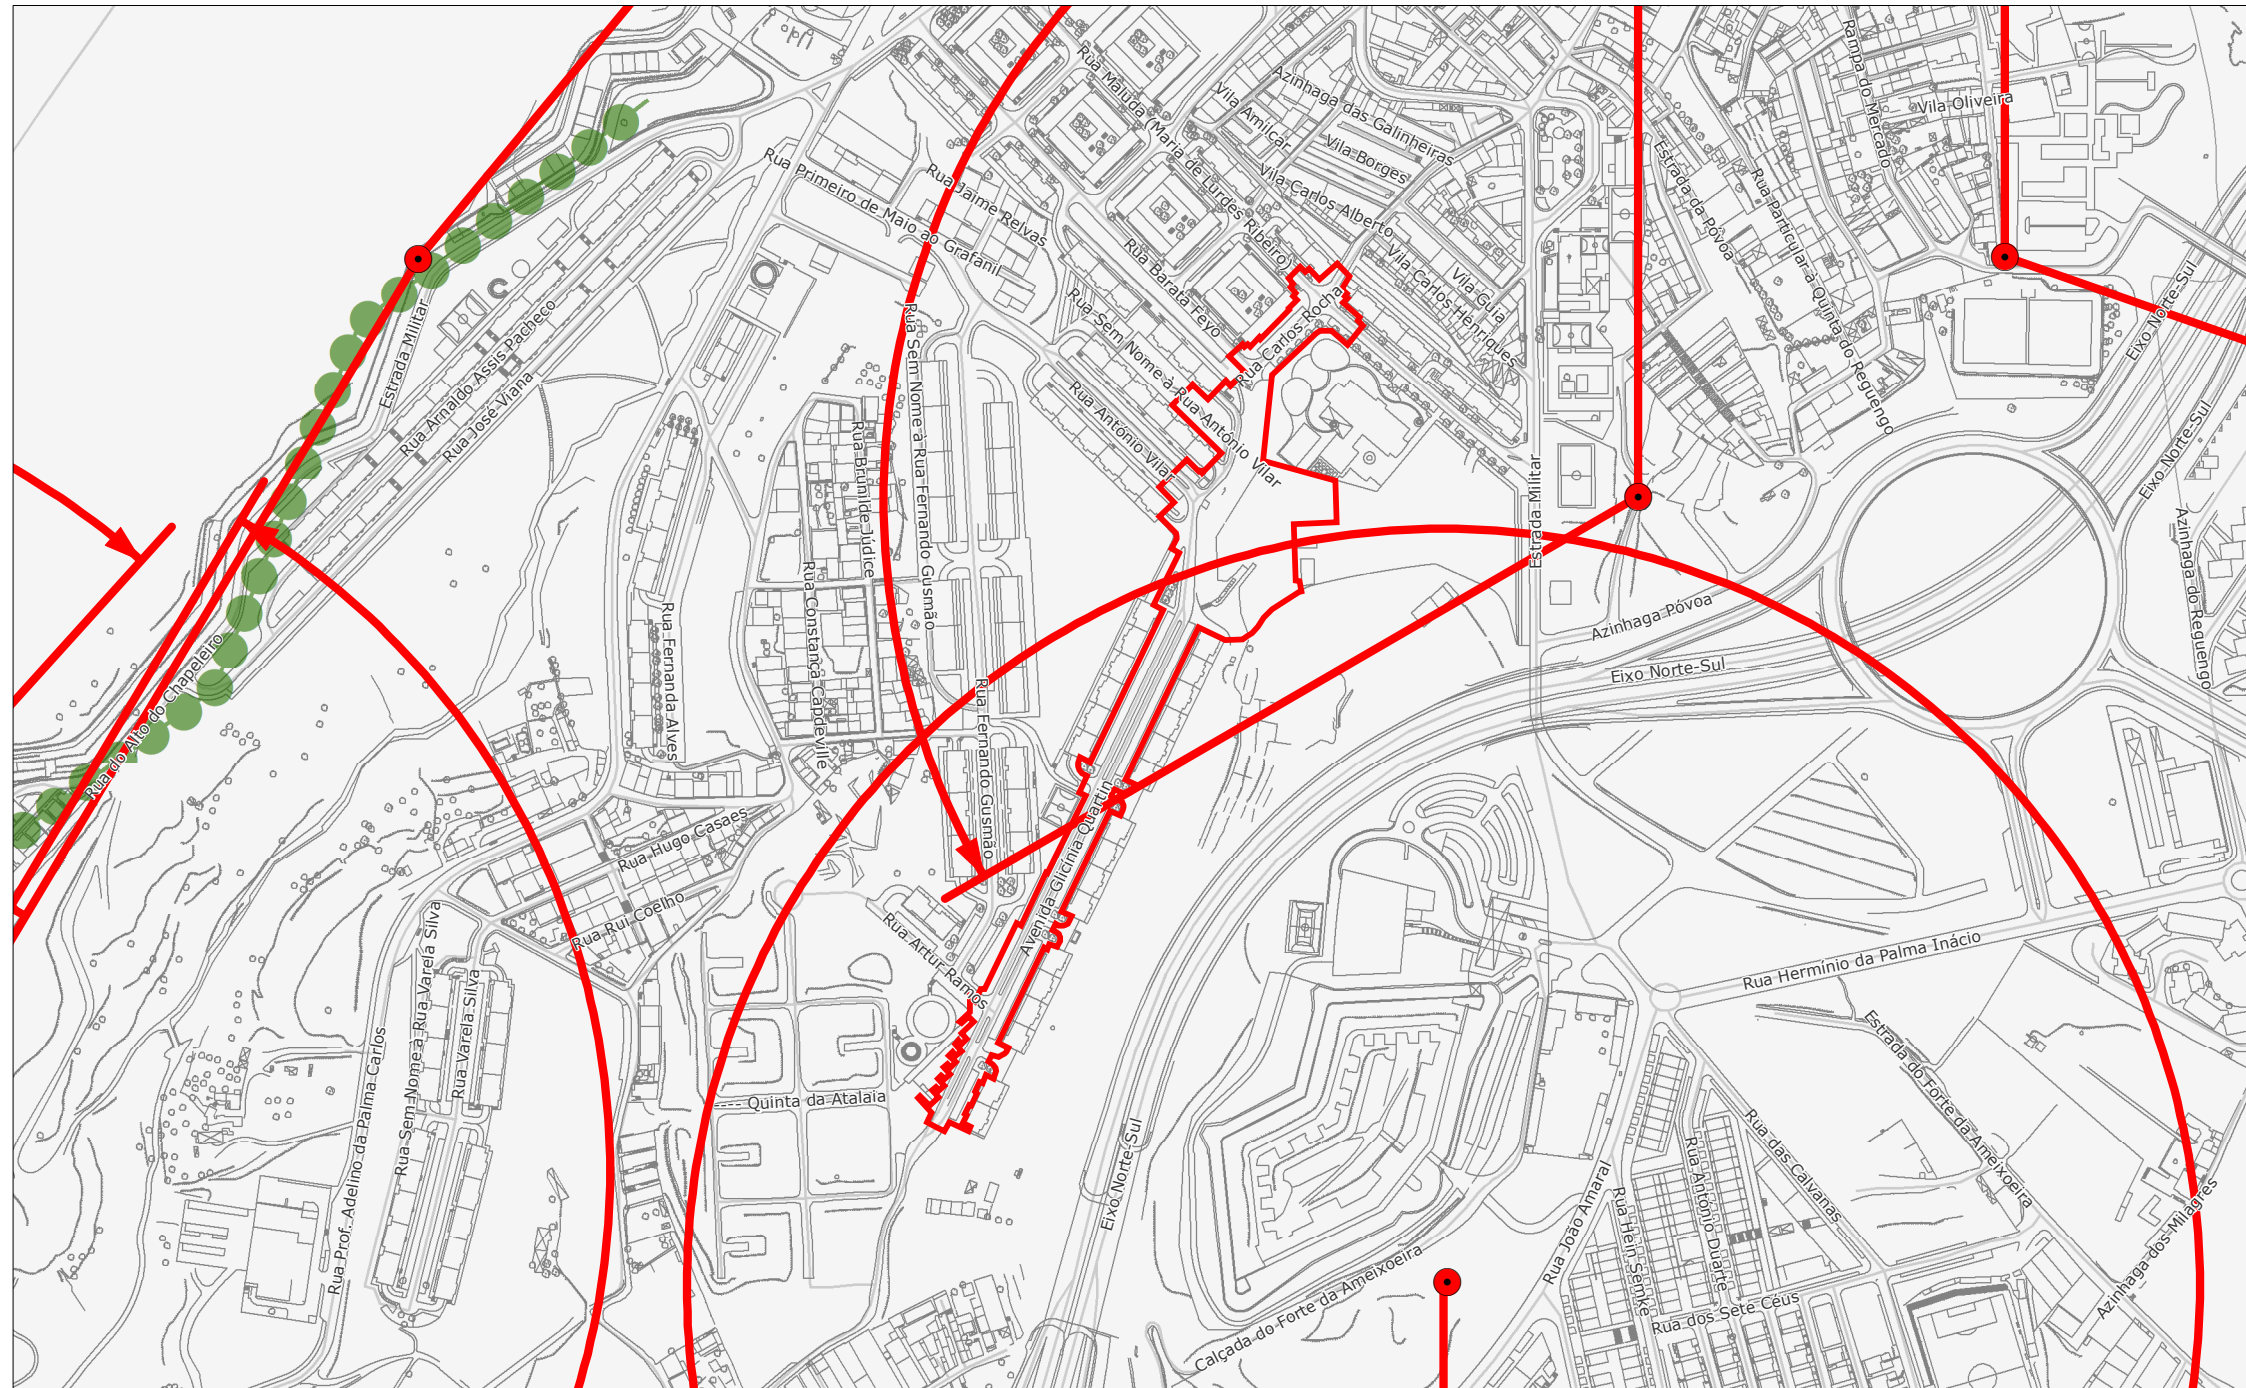 Rua Maluda (Maria de Lurdes Ribeiro)
Azinhaga das Galinheiras
Vila Amilcar
Vila Borges
Rampa do Mercado
Vila Oliveira
Rua Primeiro de Maio ao Grafanil
Rua Jaime Relvas
Vila Carlos Alberto
Estrada da Póvoa
Rua Particular à Quinta do Reguengo
Rua Barata Feyo
Vila Carlos Henriques
Vila Guia
Rua Carlos Rocha
Rua Sem Nome à Rua António Vilar
Rua António Vilar
Estrada Militar
Rua Arnaldo Assis Pacheco
Rua José Viana
Rua Sem Nome à Rua Fernando Gusmão
Rua Brunilde Júdice
Rua Constança Capdeville
Rua Fernanda Alves
Rua Fernando Gusmão
Estrada Militar
Eixo Norte-Sul
Eixo Norte-Sul
Azinhaga do Reguengo
Azinhaga Póvoa
Eixo Norte-Sul
Rua do Alto do Chapeleiro
Rua Hugo Casaes
Rua Rui Coelho
Avenida Glicínia Quartin
Rua Artur Ramos
Rua Varela Silva
Rua Sem Nome à Rua Varela Silva
Rua Prof. Adelino da Palma Carlos
Quinta da Atalaia
Rua Hermínio da Palma Inácio
Estrada do Forte da Ameixoeira
Eixo Norte-Sul
Rua das Calvanas
Rua António Duarte
Rua Hein Semke
Rua João Amaral
Rua dos Sete Céus
Calçada do Forte da Ameixoeira
Azinhaga dos Milagres